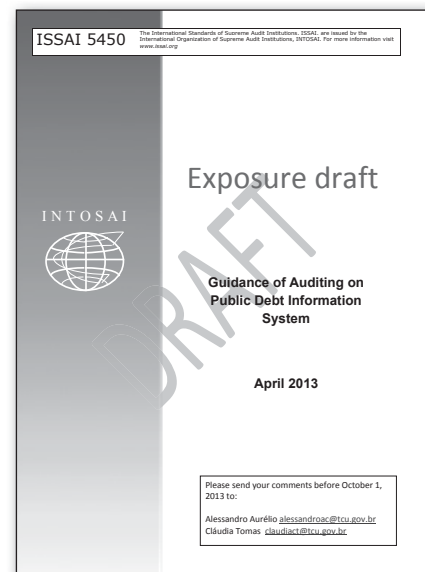 ISSAI 5450
The International Standards of Supreme Audit Institutions, ISSAI, are issued by the
International Organization of Supreme Audit Institutions, INTOSAI. For more information visit
www.issai.org
Exposure draft
INTOSAI
DRAFT
Guidance of Auditing on
Public Debt Information
System
April 2013
Please send your comments before October 1,
2013 to:
Alessandro Aurélio alessandroac@tcu.gov.br
Cláudia Tomas claudiact@tcu.gov.br